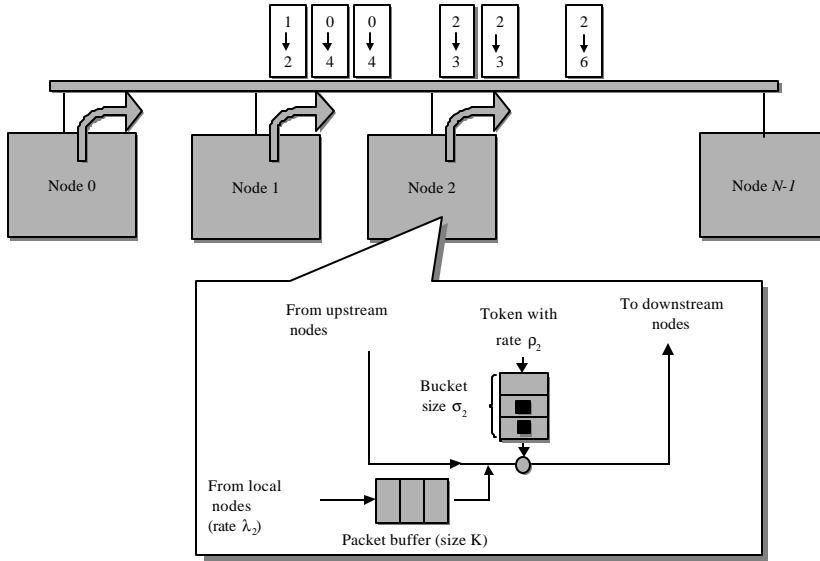 1 0 0 2 2 2
2 4 4 3 3 6
Node 0
Node 1
Node 2
Node N-1
From upstream
nodes
Token with
rate ρ2
To downstream
nodes
Bucket
size σ2
From local
nodes
(rate λ2)
Packet buffer (size K)